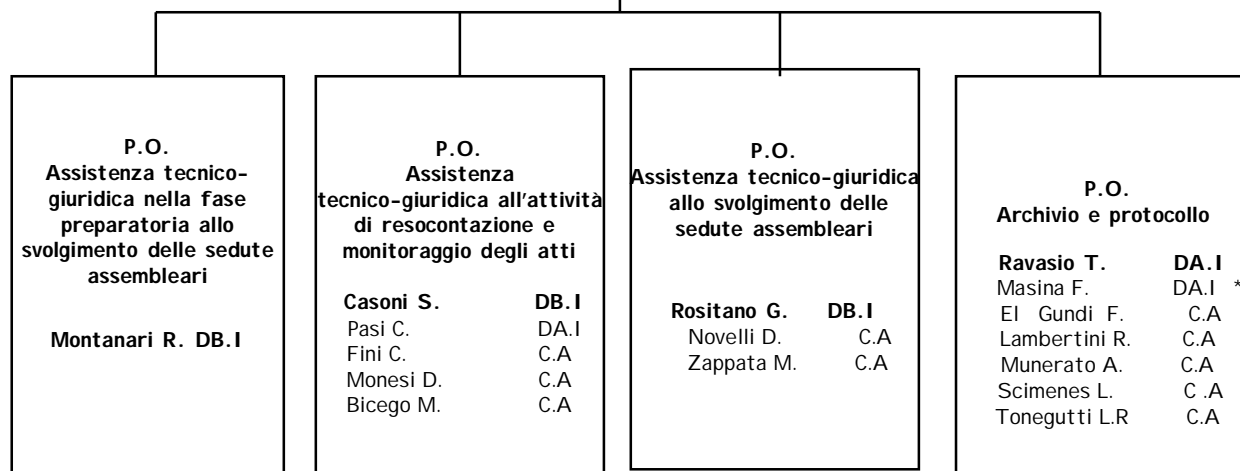 P.O.
Assistenza tecnico-
giuridica nella fase
preparatoria allo
svolgimento delle sedute
assembleari
Montanari R. DB.I
P.O.
Assistenza
tecnico-giuridica all'attività
di resocontazione e
monitoraggio degli atti
Casoni S. DB.I
Pasi C. DA.I
Fini C. C.A
Monesi D. C.A
Bicego M. C.A
P.O.
Assistenza tecnico-giuridica
allo svolgimento delle
sedute assembleari
Rositano G. DB.I
Novelli D. C.A
Zappata M. C.A
P.O.
Archivio e protocollo
Ravasio T. DA.I
Masina F. DA.I *
El Gundi F. C.A
Lambertini R. C.A
Munerato A. C.A
Scimenes L. C .A
Tonegutti L.R C.A